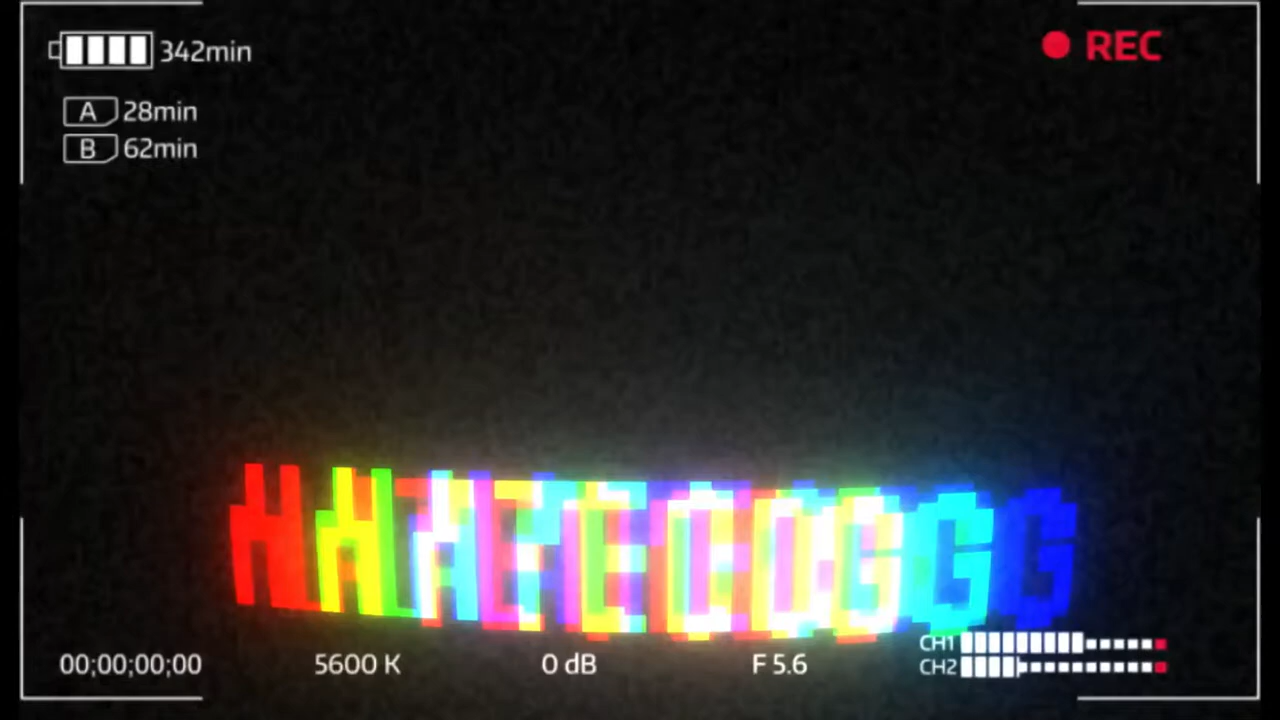 342min
REC
A 28min
B 62min
00;00;00;00
5600 K
0 dB
F 5.6
CH1
CH2